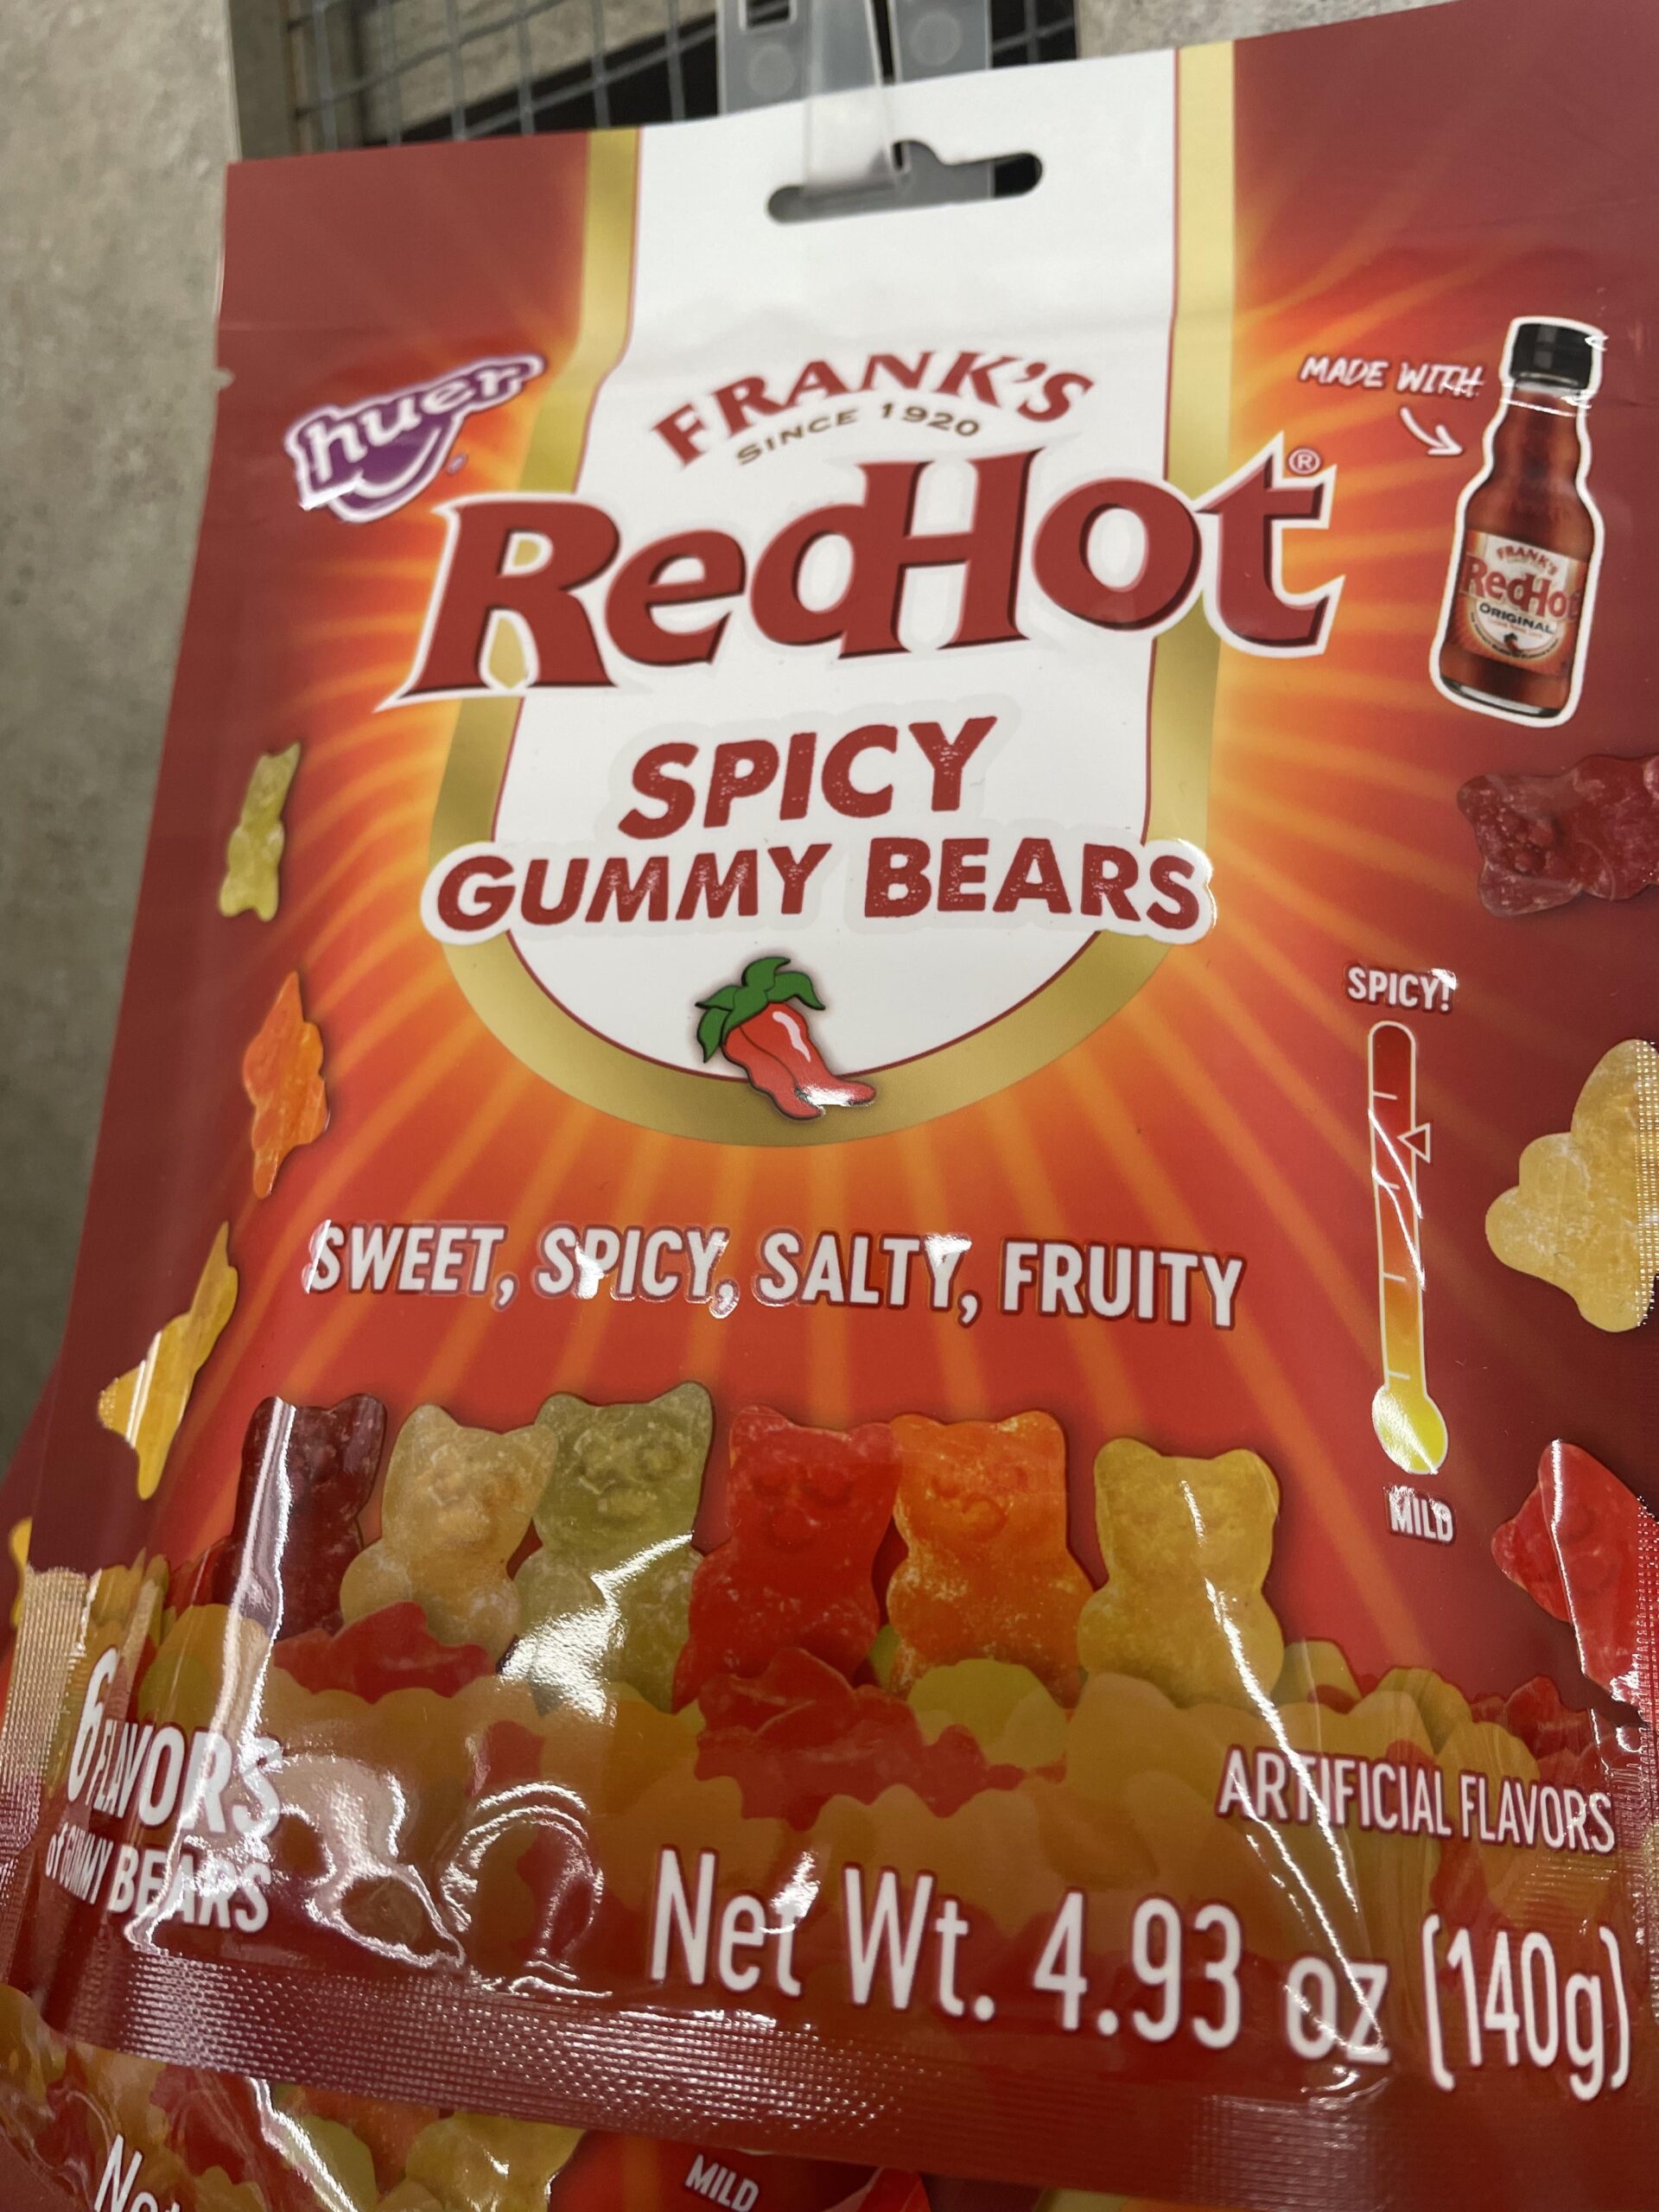 huer
FRANK'S
SINCE 1920
RedHot®
MADE WITH
FRANK'S
RedHot
ORIGINAL
SPICY
GUMMY BEARS
SPICY!
SWEET, SPICY, SALTY, FRUITY
MILD
6 FLAVORS
of GUMMY BEARS
ARTIFICIAL FLAVORS
Net Wt. 4.93 oz (140g)
MILD